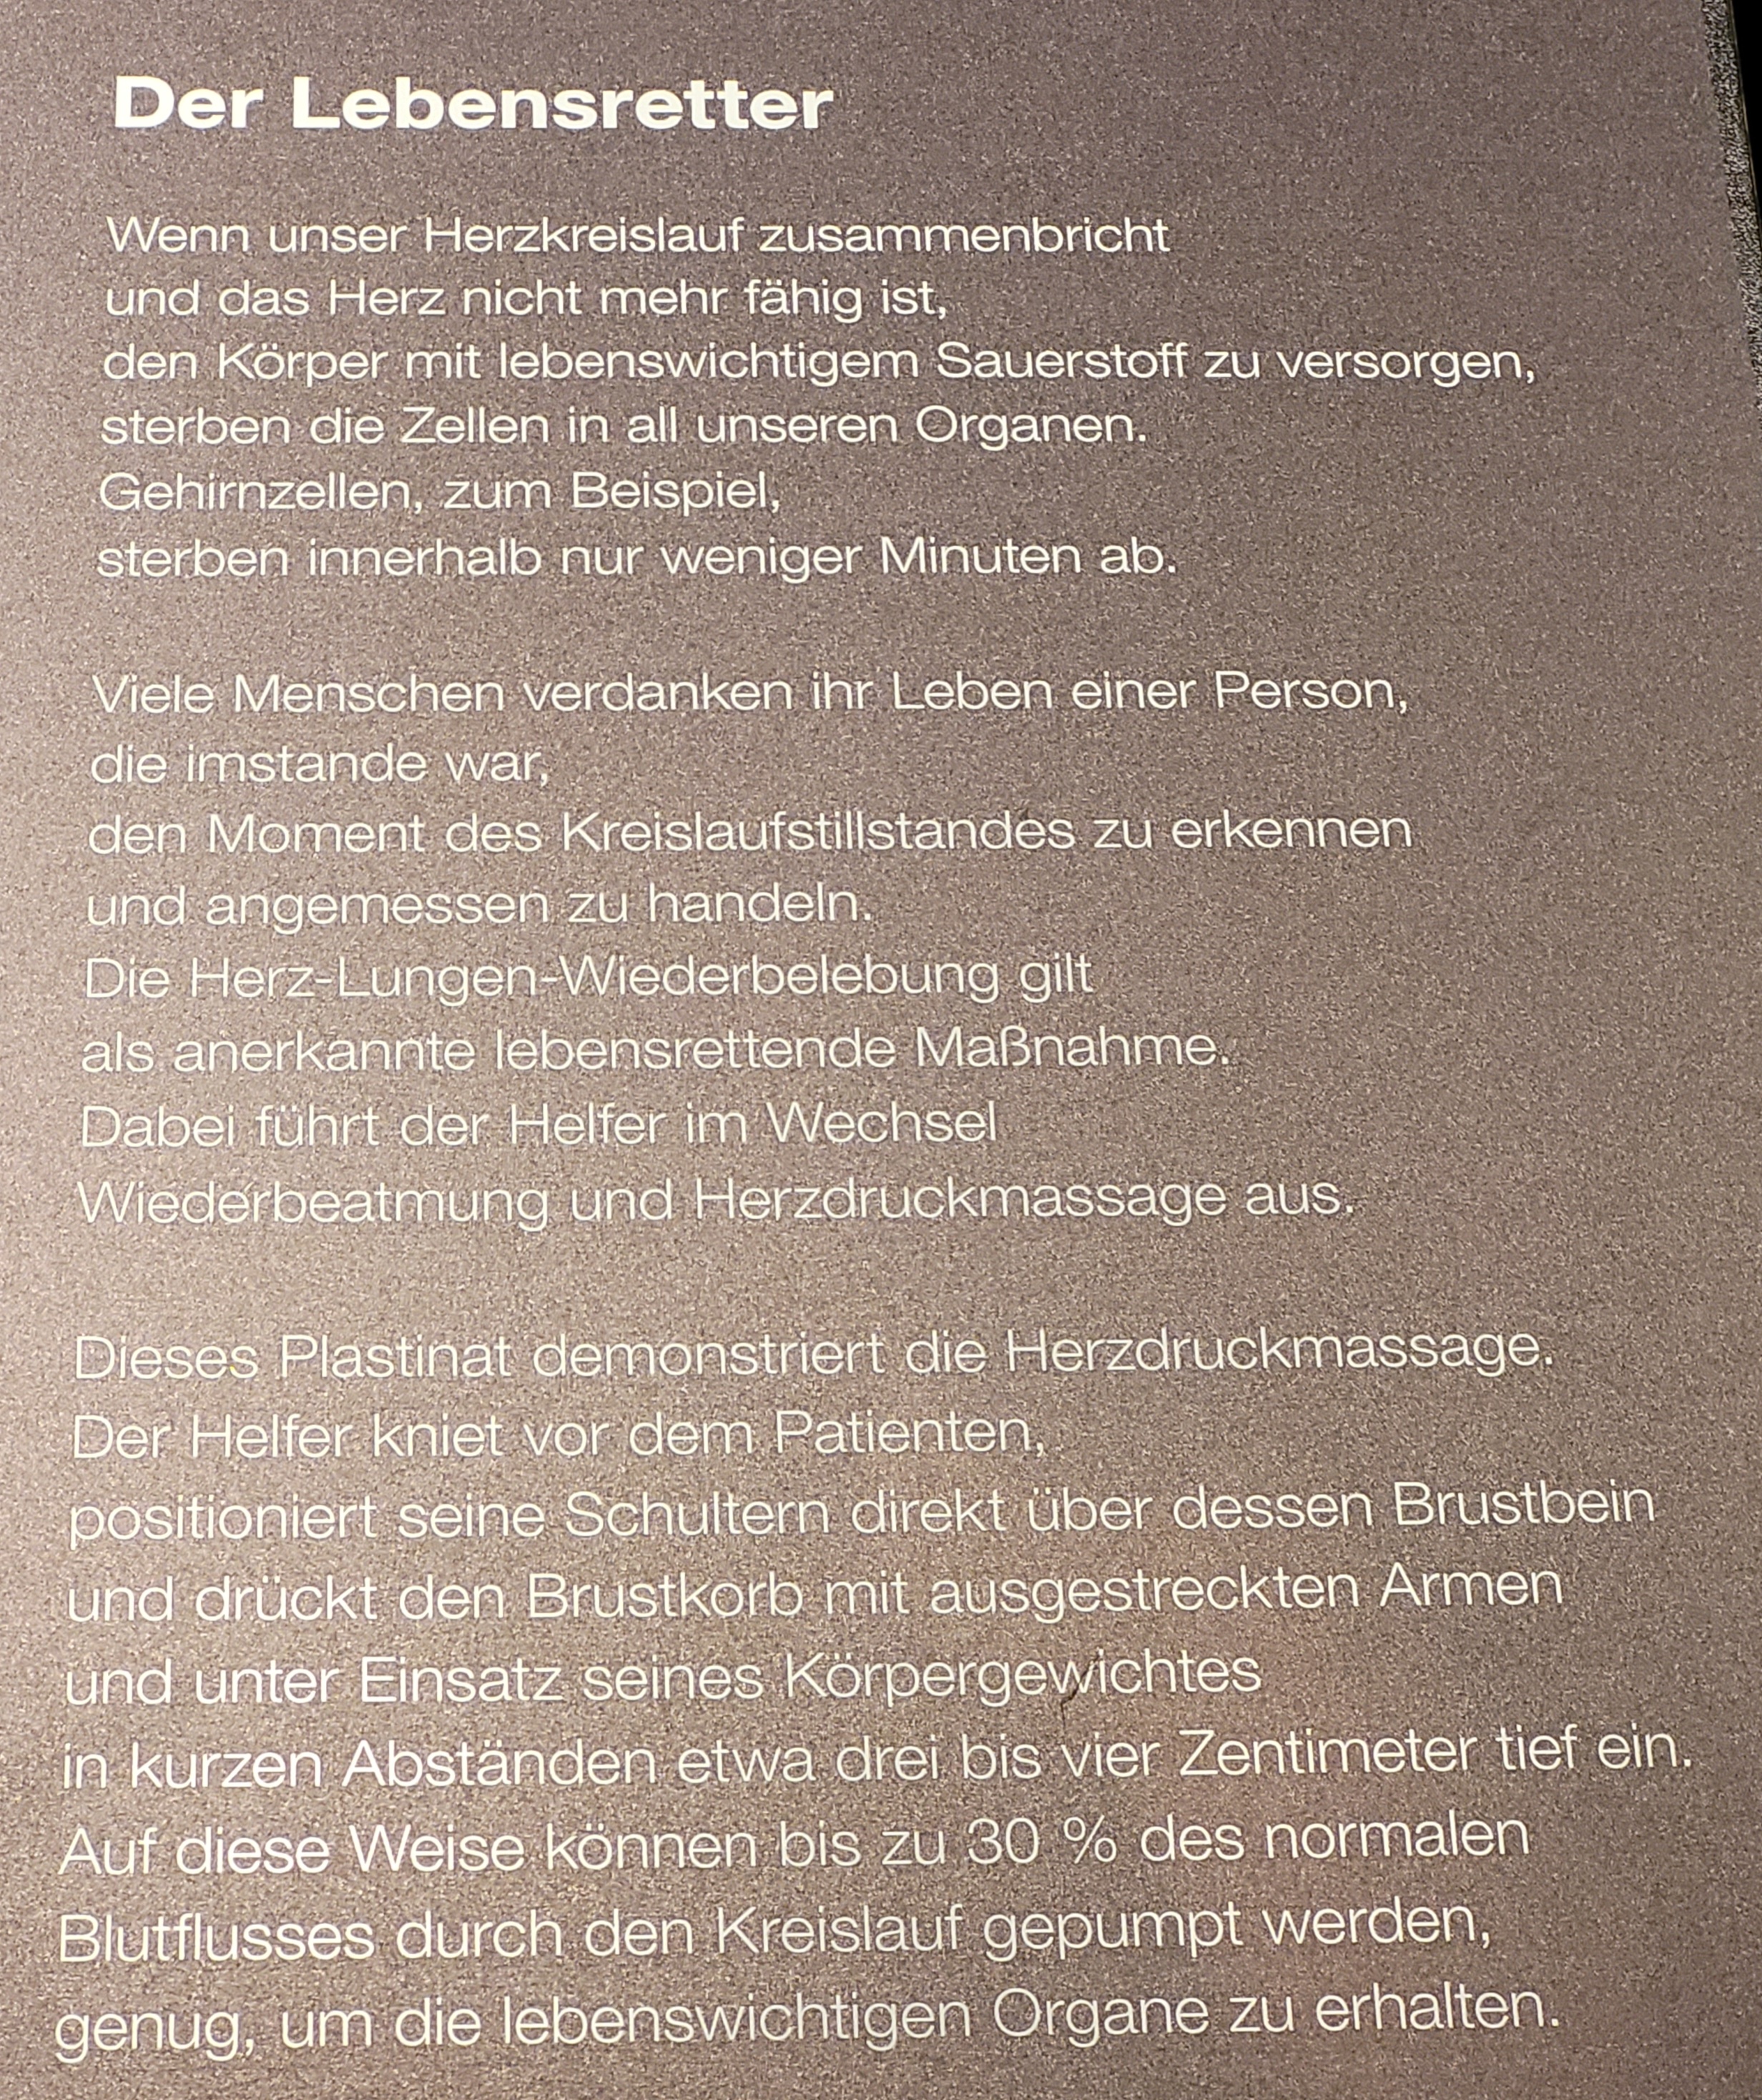 Der Lebensretter
Wenn unser Herzkreislauf zusammenbricht
und das Herz nicht mehr fähig ist,
den Körper mit lebenswichtigem Sauerstoff zu versorgen,
sterben die Zellen in all unseren Organen.
Gehirnzellen, zum Beispiel,
sterben innerhalb nur weniger Minuten ab.
Viele Menschen verdanken ihr Leben einer Person,
die imstande war,
den Moment des Kreislaufstillstandes zu erkennen
und angemessen zu handeln.
Die Herz-Lungen-Wiederbelebung gilt
als anerkannte lebensrettende Maßnahme.
Dabei führt der Helfer im Wechsel
Wiederbeatmung und Herzdruckmassage aus.
Dieses Plastinat demonstriert die Herzdruckmassage.
Der Helfer kniet vor dem Patienten,
positioniert seine Schultern direkt über dessen Brustbein
und drückt den Brustkorb mit ausgestreckten Armen
und unter Einsatz seines Körpergewichtes
in kurzen Abständen etwa drei bis vier Zentimeter tief ein.
Auf diese Weise können bis zu 30 % des normalen
Blutflusses durch den Kreislauf gepumpt werden,
genug, um die lebenswichtigen Organe zu erhalten.